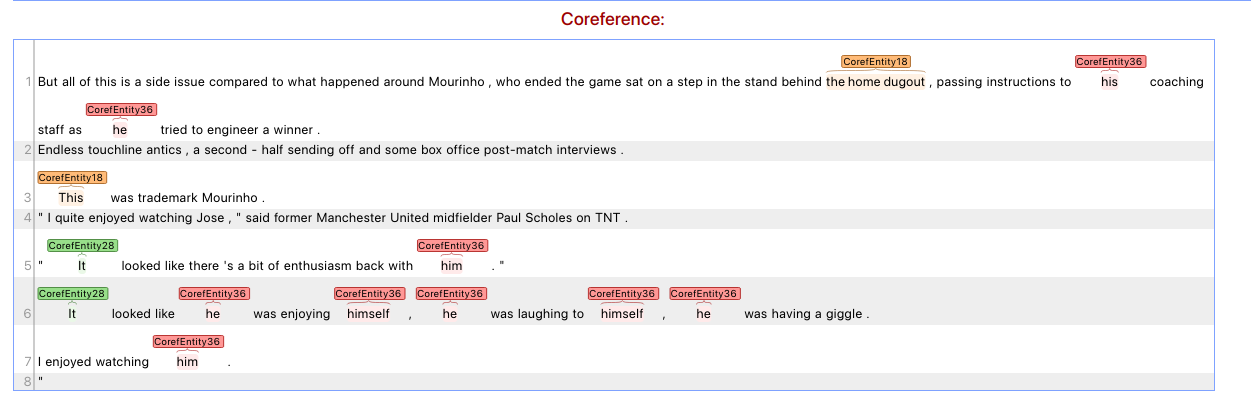 Coreference:
CorefEntity18 CorefEntity36
1 But all of this is a side issue compared to what happened around Mourinho , who ended the game sat on a step in the stand behind the home dugout , passing instructions to his coaching
CorefEntity36
staff as he tried to engineer a winner .
2 Endless touchline antics , a second - half sending off and some box office post-match interviews .
CorefEntity18
3 This was trademark Mourinho .
4 " I quite enjoyed watching Jose , " said former Manchester United midfielder Paul Scholes on TNT .
CorefEntity28 CorefEntity36
5 " It looked like there 's a bit of enthusiasm back with him . "
CorefEntity28 CorefEntity36 CorefEntity36 CorefEntity36 CorefEntity36 CorefEntity36
6 It looked like he was enjoying himself , he was laughing to himself , he was having a giggle .
CorefEntity36
7 I enjoyed watching him .
8 "